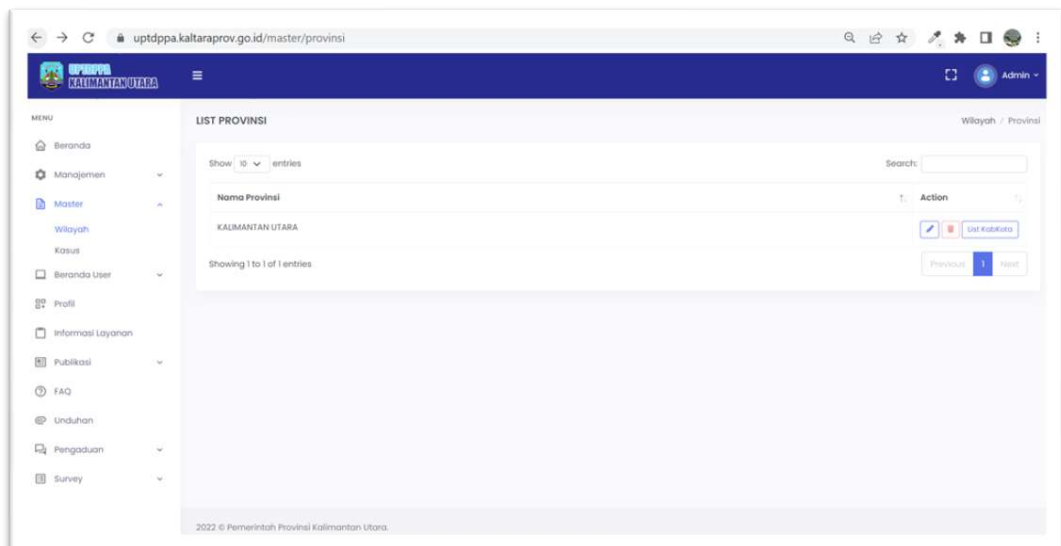 uptdppa.kaltaraprov.go.id/master/provinsi
UPTDPPA
KALIMANTAN UTARA
Admin
MENU
LIST PROVINSI
Wilayah / Provinsi
Beranda
Manajemen
Master
Wilayah
Kasus
Beranda User
Profil
Informasi Layanan
Publikasi
FAQ
Unduhan
Pengaduan
Survey
Show 10 entries
Search:
Nama Provinsi
Action
KALIMANTAN UTARA
List KabKota
Showing 1 to 1 of 1 entries
Previous 1 Next
2022 © Pemerintah Provinsi Kalimantan Utara.